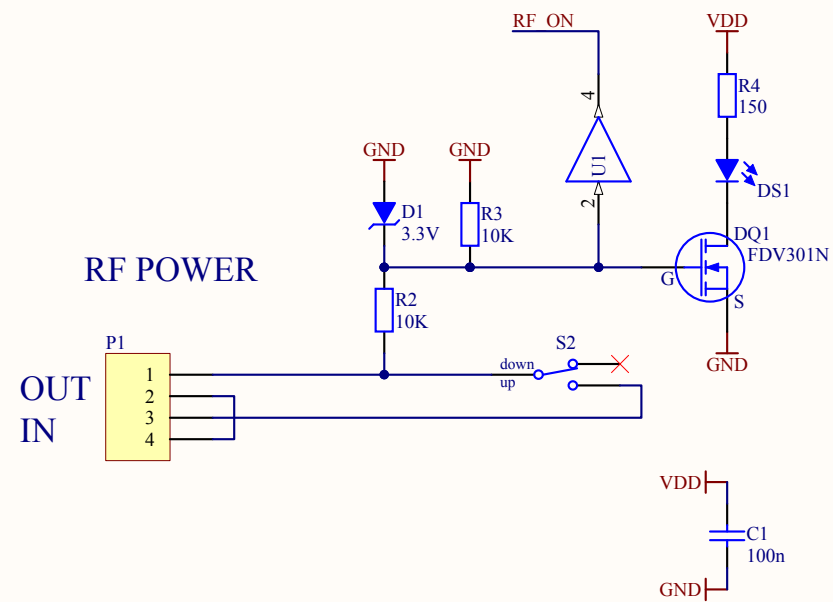 RF ON
VDD
R4
150
GND
GND
4
U1
DS1
D1
3.3V
R3
10K
2
DQ1
FDV301N
RF POWER
G
S
R2
10K
P1
S2
GND
OUT
1
down
2
up
IN
3
4
VDD
C1
100n
GND